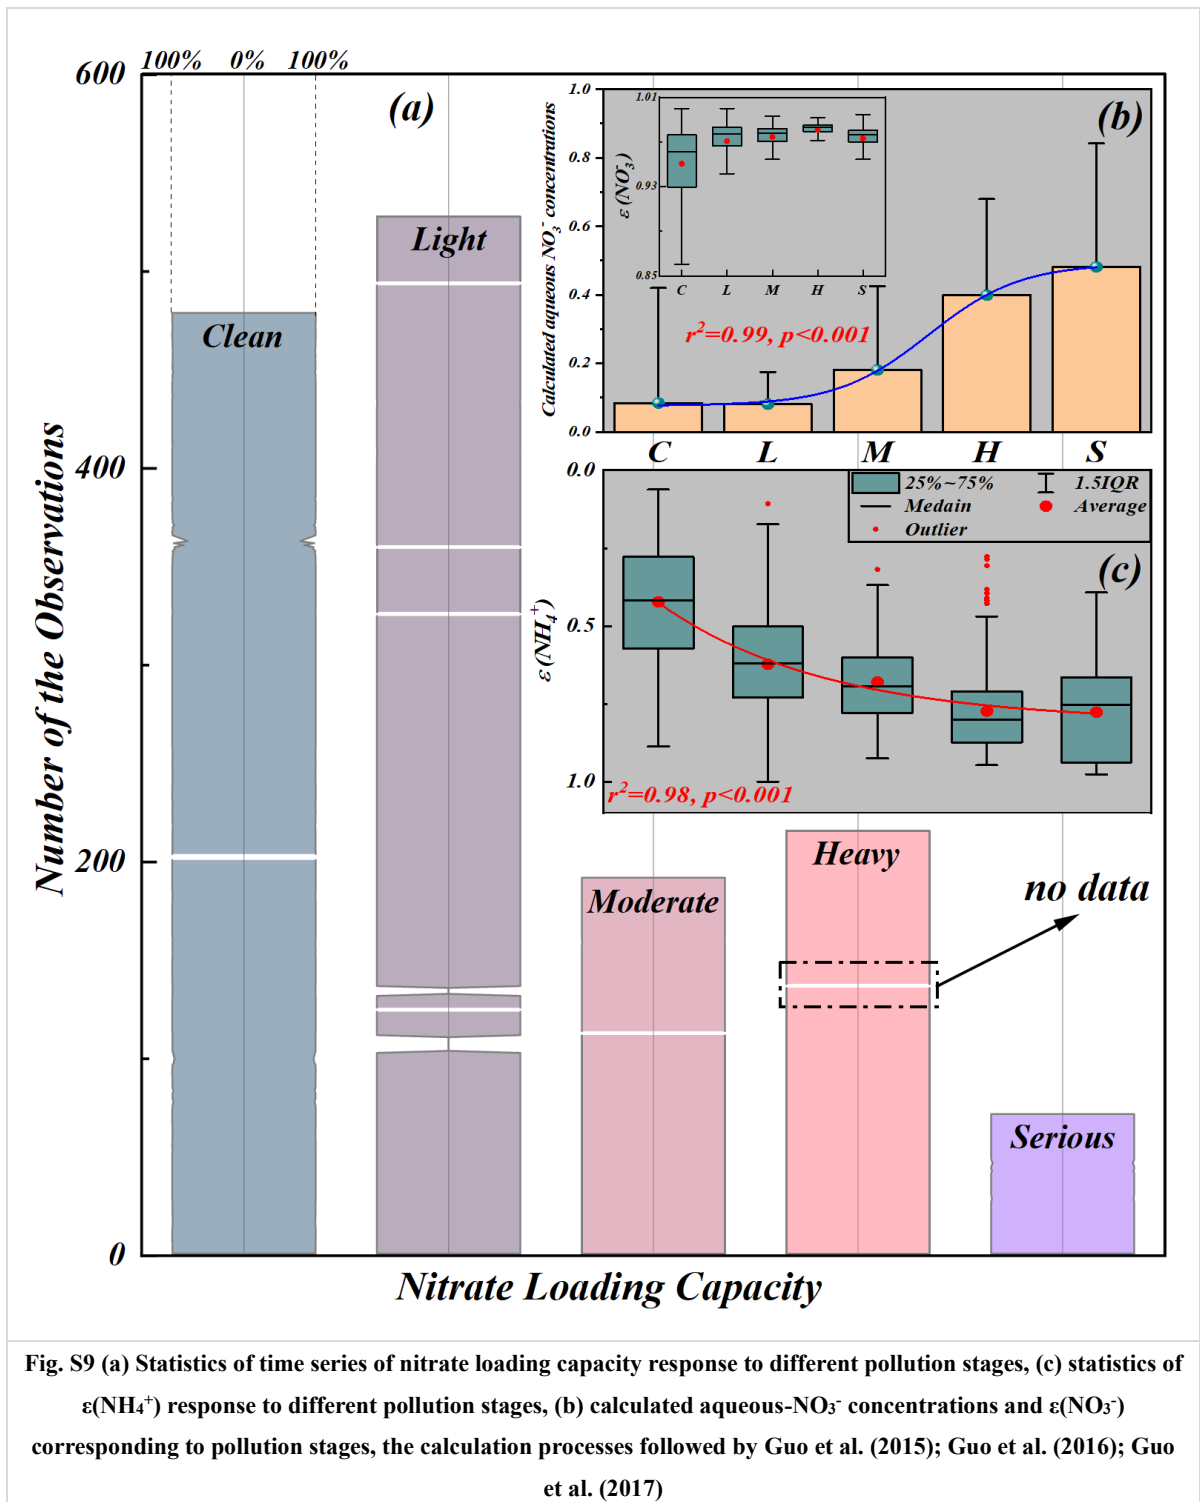 100% 0% 100%
600
400
200
0
Number of the Observations
(a)
Clean
Light
Moderate
Heavy
Serious
no data
Nitrate Loading Capacity
(b)
1.0
0.8
0.6
0.4
0.2
0.0
Calculated aqueous NO₃⁻ concentrations
1.01
0.93
0.85
ε (NO₃⁻)
C L M H S
r²=0.99, p<0.001
C L M H S
0.0
0.5
1.0
ε (NH₄⁺)
25%~75% 1.5IQR
Medain Average
Outlier
(c)
r²=0.98, p<0.001
Fig. S9 (a) Statistics of time series of nitrate loading capacity response to different pollution stages, (c) statistics of
ε(NH₄⁺) response to different pollution stages, (b) calculated aqueous-NO₃⁻ concentrations and ε(NO₃⁻)
corresponding to pollution stages, the calculation processes followed by Guo et al. (2015); Guo et al. (2016); Guo
et al. (2017)